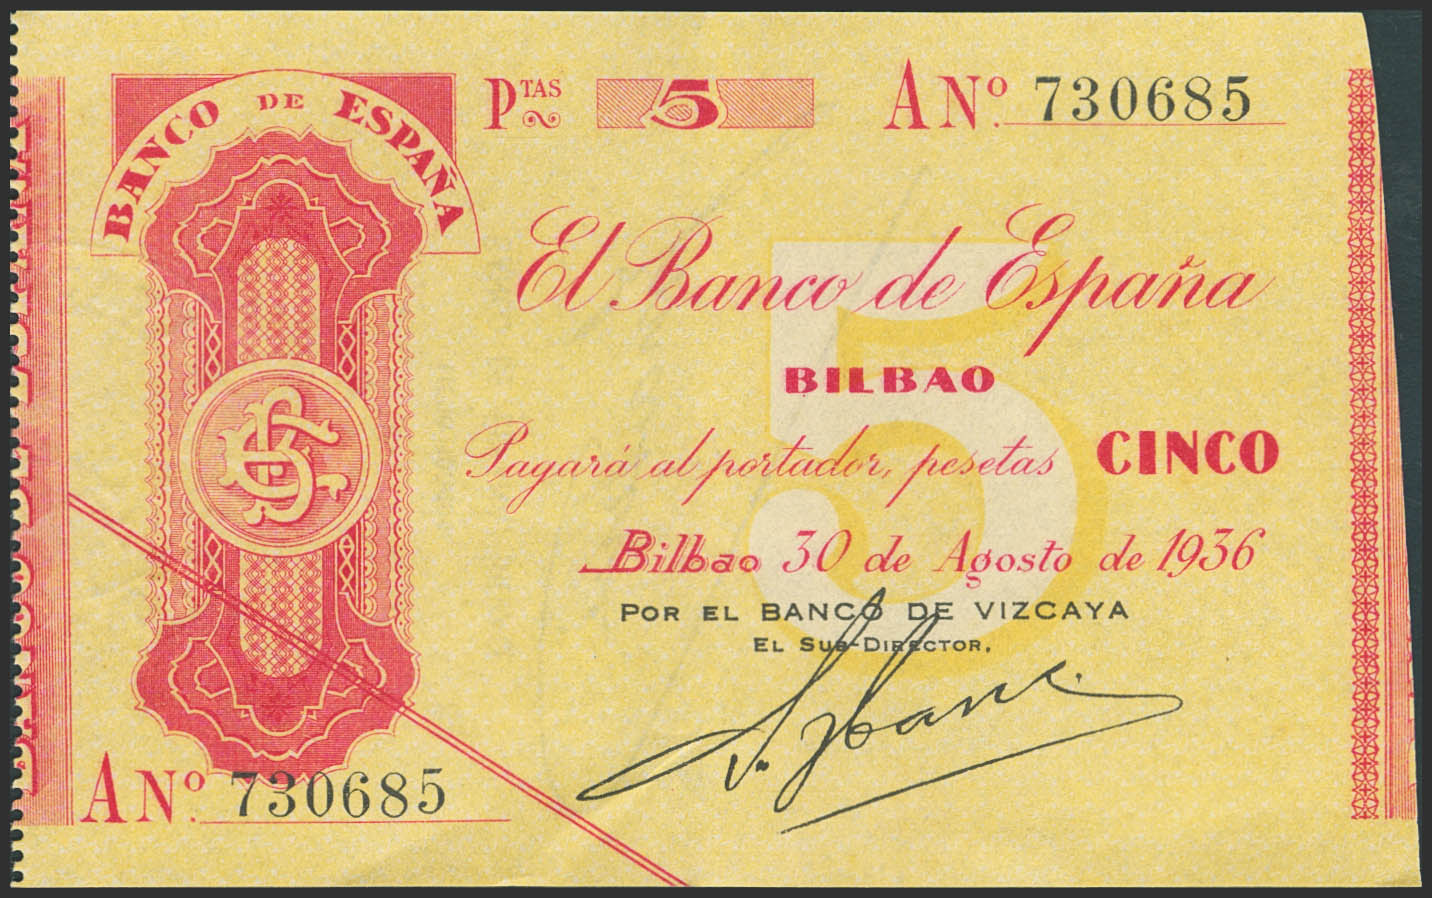 BANCO DE ESPAÑA
PTAS 5 A Nº. 730685
El Banco de España
BILBAO
Pagará al portador, pesetas CINCO
Bilbao 30 de Agosto de 1936
POR EL BANCO DE VIZCAYA
EL SUB-DIRECTOR,
A Nº. 730685